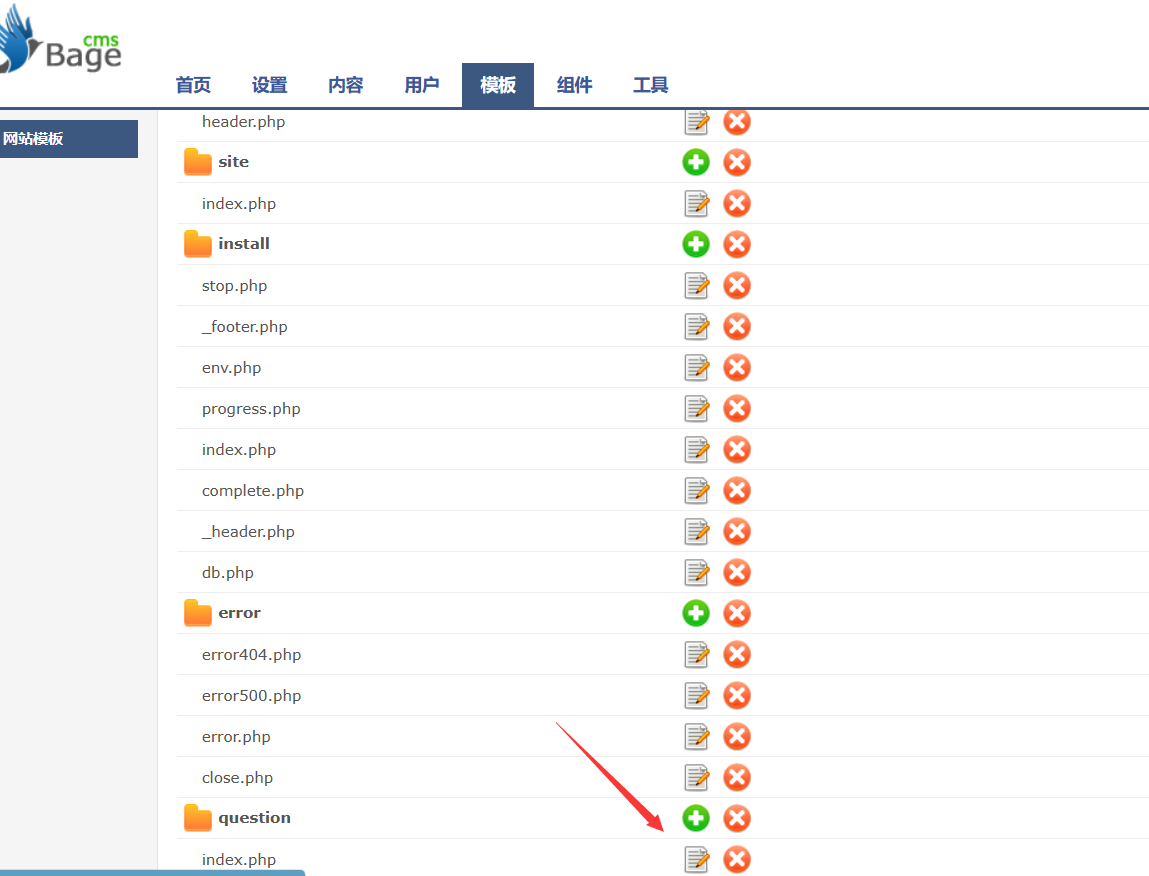 cms
Bage
首页 设置 内容 用户 模板 组件 工具
网站模板
header.php
site
index.php
install
stop.php
_footer.php
env.php
progress.php
index.php
complete.php
_header.php
db.php
error
error404.php
error500.php
error.php
close.php
question
index.php